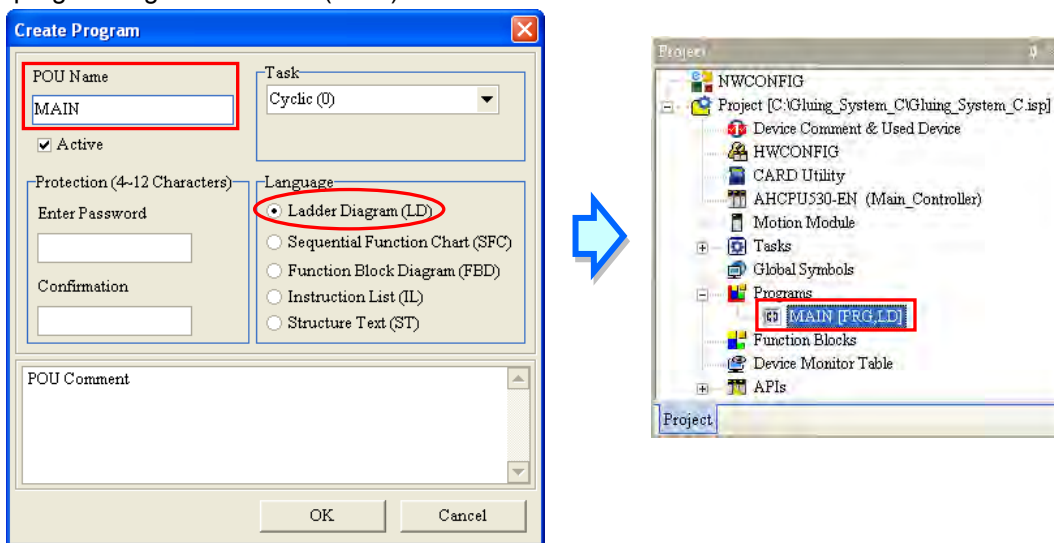 Create Program
POU Name
MAIN
Active
Task
Cyclic (0)
Protection (4~12 Characters)
Enter Password
Confirmation
Language
Ladder Diagram (LD)
Sequential Function Chart (SFC)
Function Block Diagram (FBD)
Instruction List (IL)
Structure Text (ST)
POU Comment
OK
Cancel
Project
NWCONFIG
Project [C:\Gluing_System_C\Gluing_System_C.isp]
Device Comment & Used Device
HWCONFIG
CARD Utility
AHCPU530-EN (Main_Controller)
Motion Module
Tasks
Global Symbols
Programs
MAIN [PRG,LD]
Function Blocks
Device Monitor Table
APIs
Project